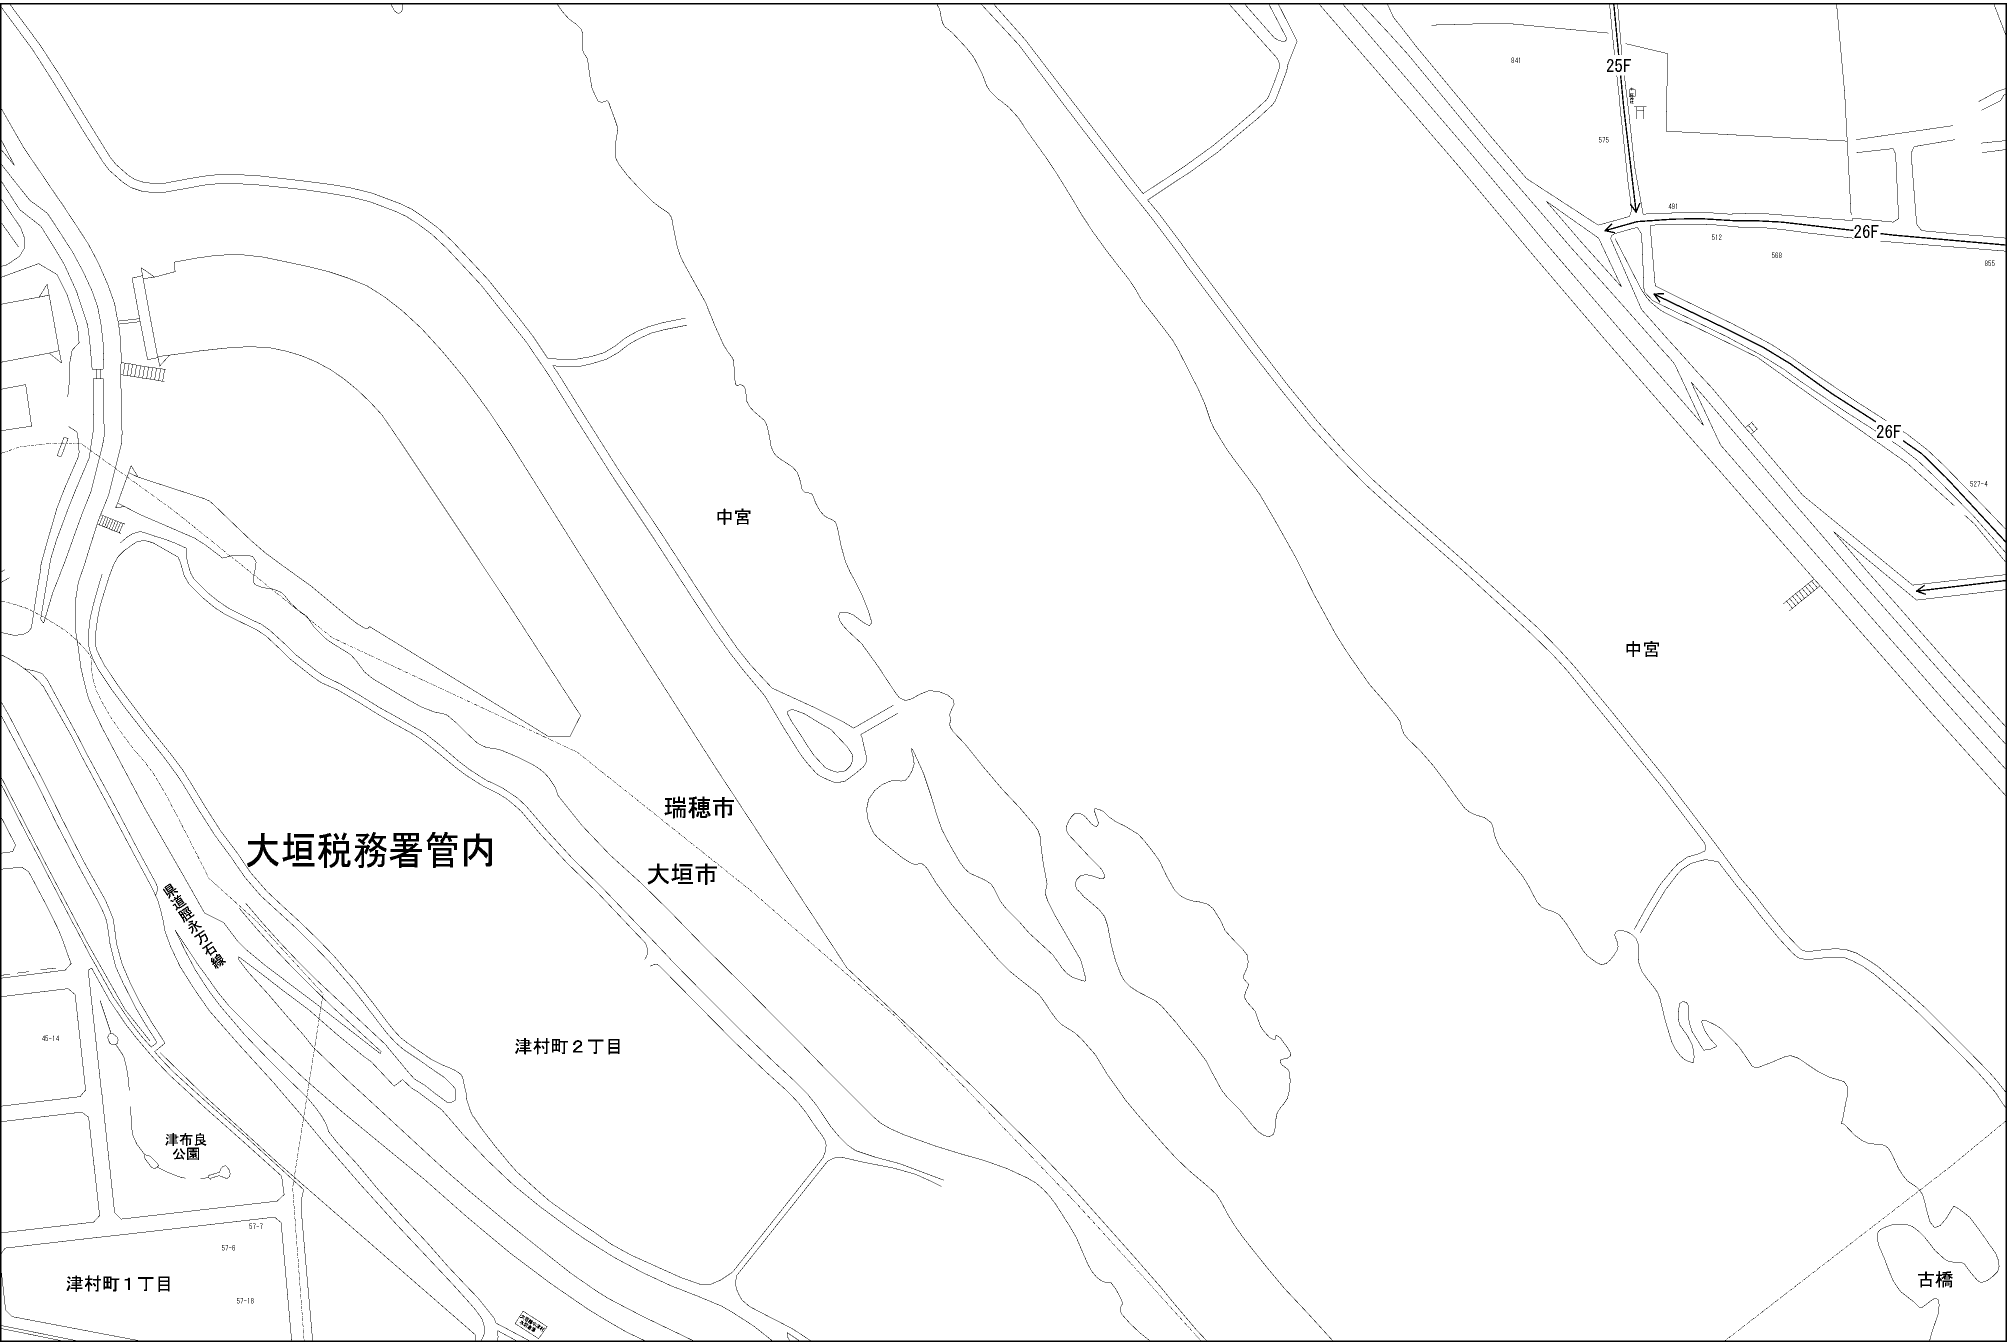 841
25F
575
481
26F
512
568
855
26F
527-4
中宮
中宮
瑞穂市
大垣税務署管内
大垣市
県道脛永万石線
45-14
津村町2丁目
津布良
公園
57-7
57-6
津村町1丁目
57-18
古橋